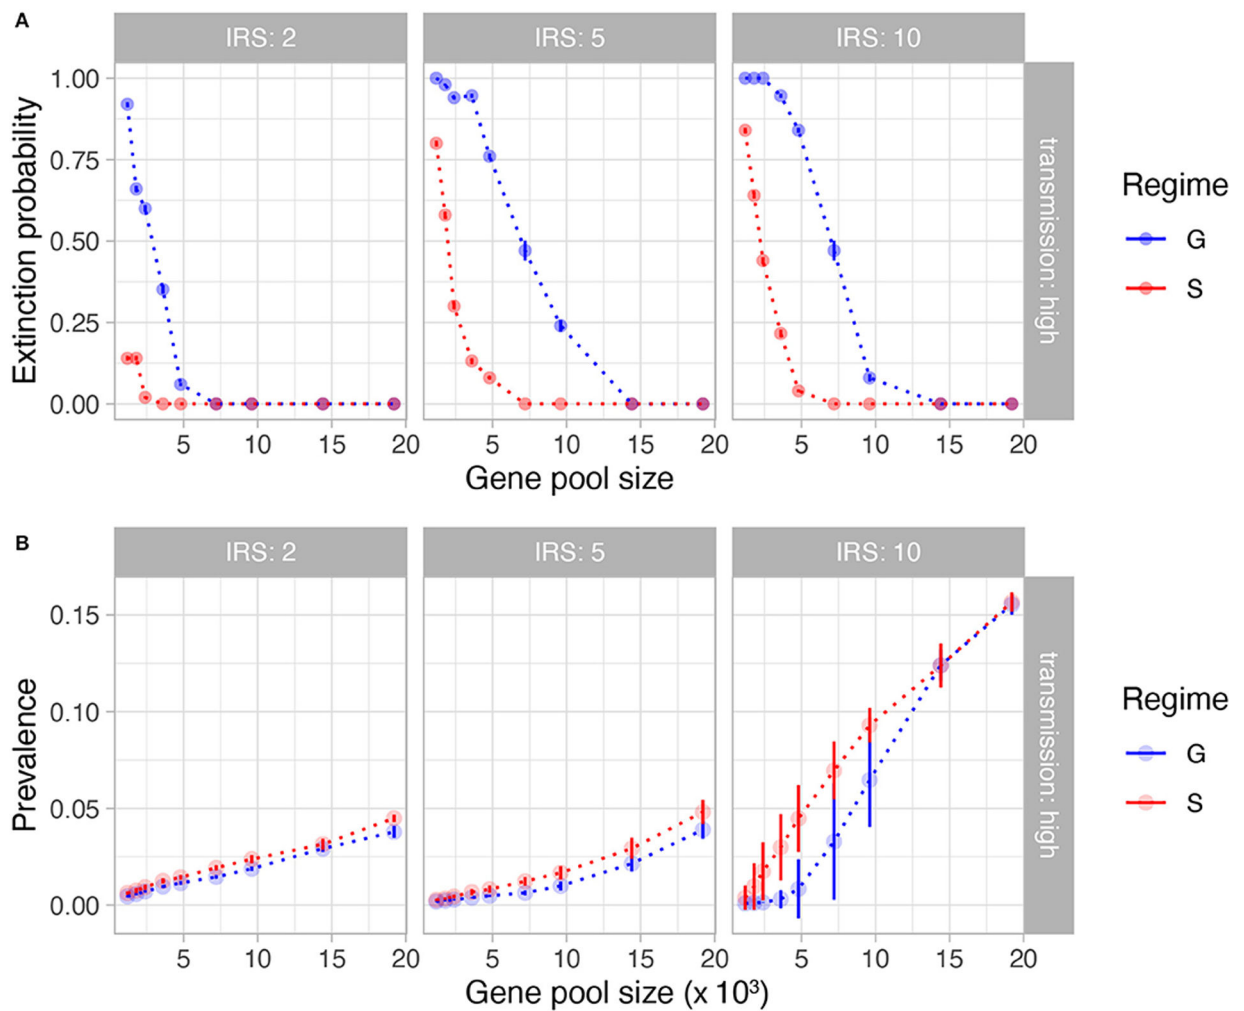 A
IRS: 2
IRS: 5
IRS: 10
Extinction probability
1.00
0.75
0.50
0.25
0.00
transmission: high
5 10 15 20
5 10 15 20
5 10 15 20
Gene pool size
Regime
G
S
B
IRS: 2
IRS: 5
IRS: 10
Prevalence
0.15
0.10
0.05
0.00
transmission: high
5 10 15 20
5 10 15 20
5 10 15 20
Gene pool size (x 10³)
Regime
G
S